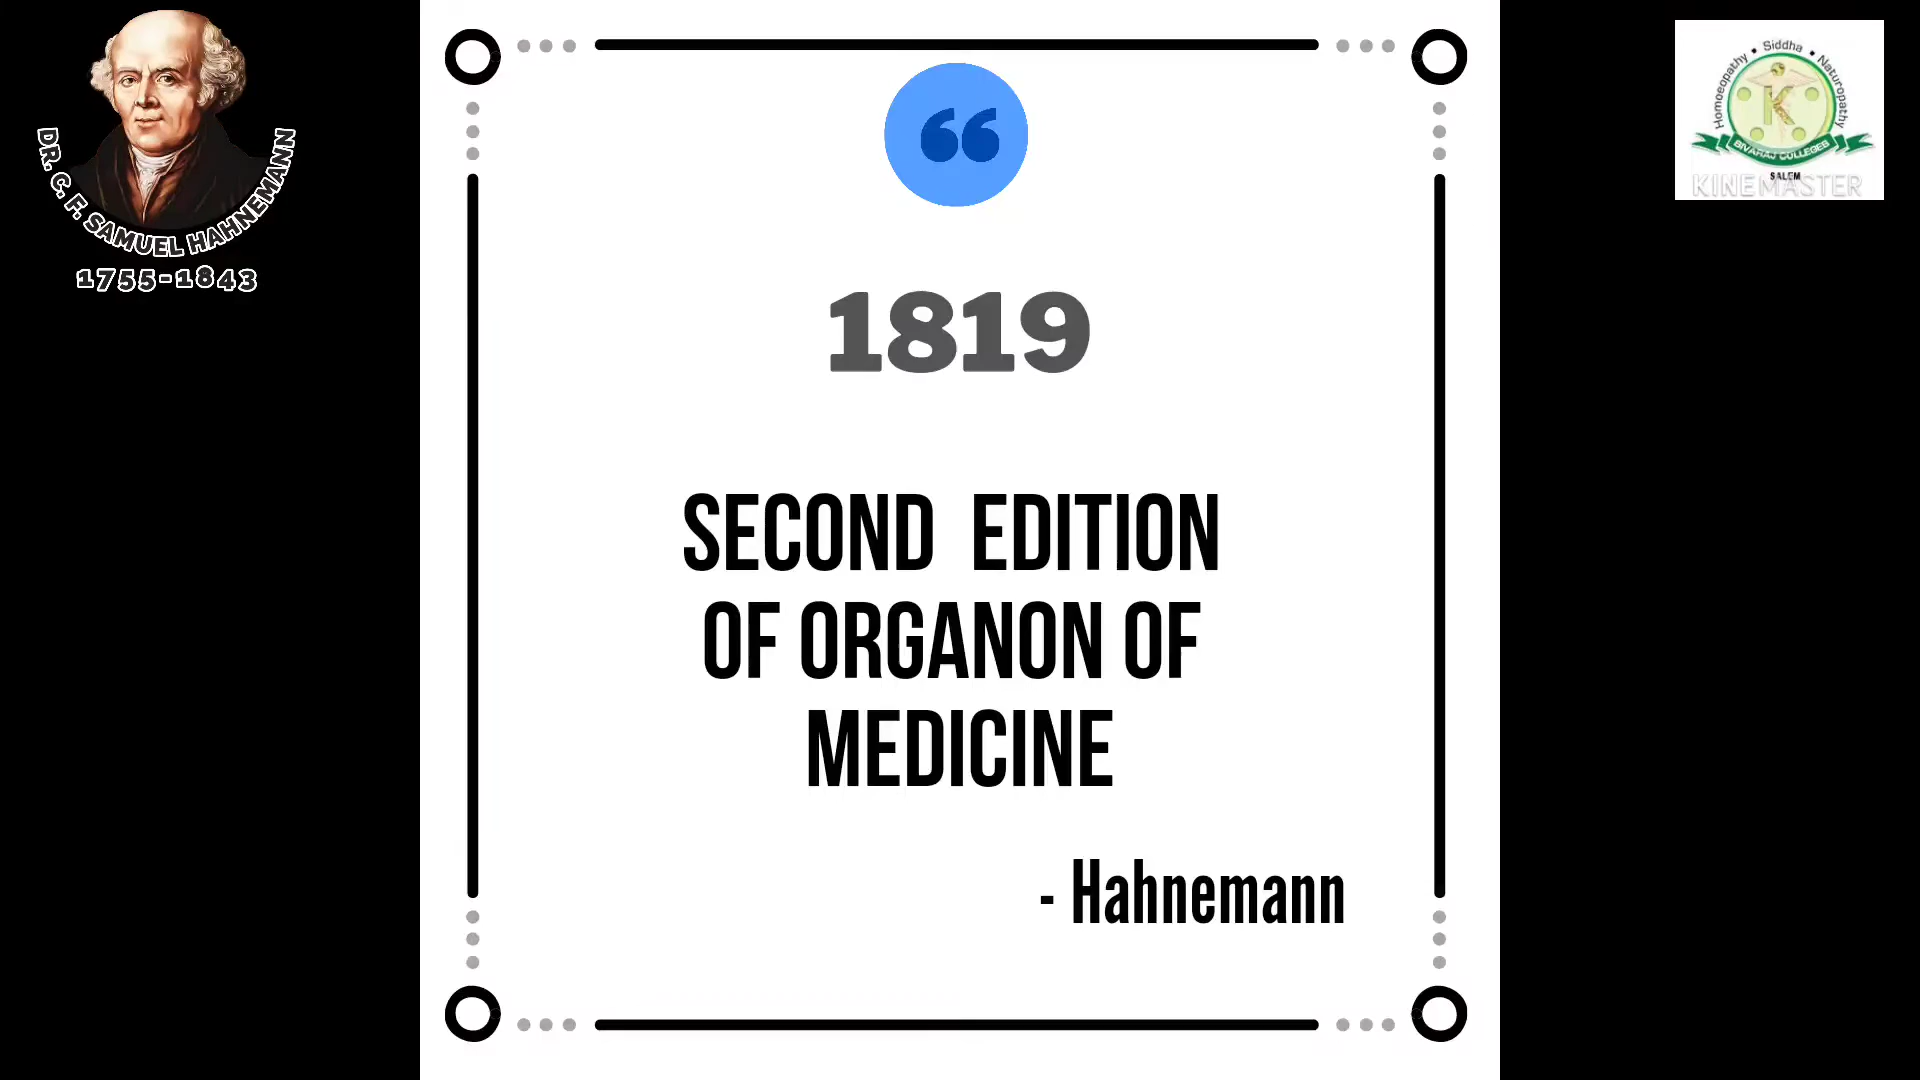 DR. C. F. SAMUEL HAHNEMANN
1755-1843
“
1819
SECOND EDITION
OF ORGANON OF
MEDICINE
- Hahnemann
Homoeopathy • Siddha • Naturopathy
K
SIVARAJ COLLEGES
SALEM
KINEMASTER